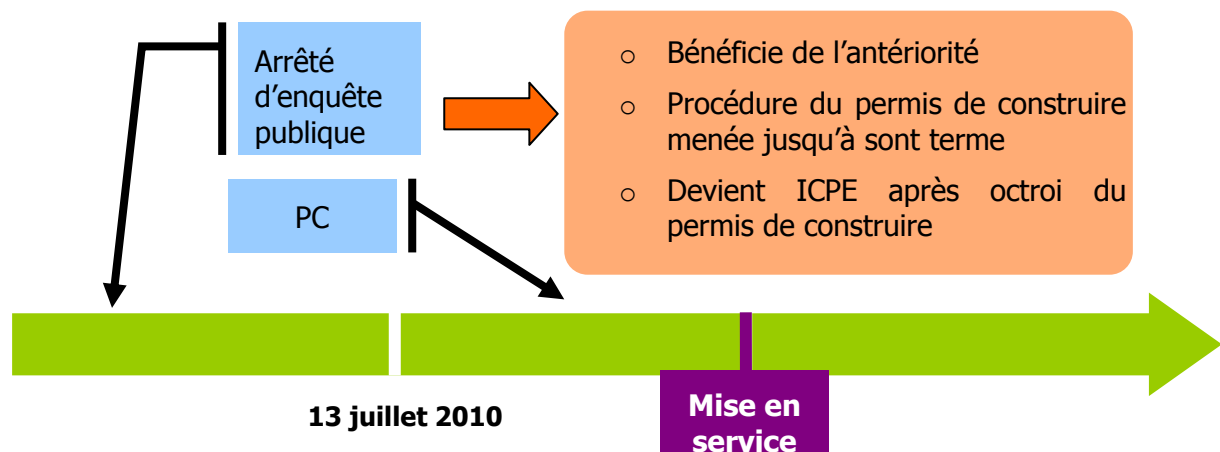 Arrêté
d'enquête
publique
PC
o Bénéficie de l'antériorité
o Procédure du permis de construire
menée jusqu'à sont terme
o Devient ICPE après octroi du
permis de construire
13 juillet 2010
Mise en
service